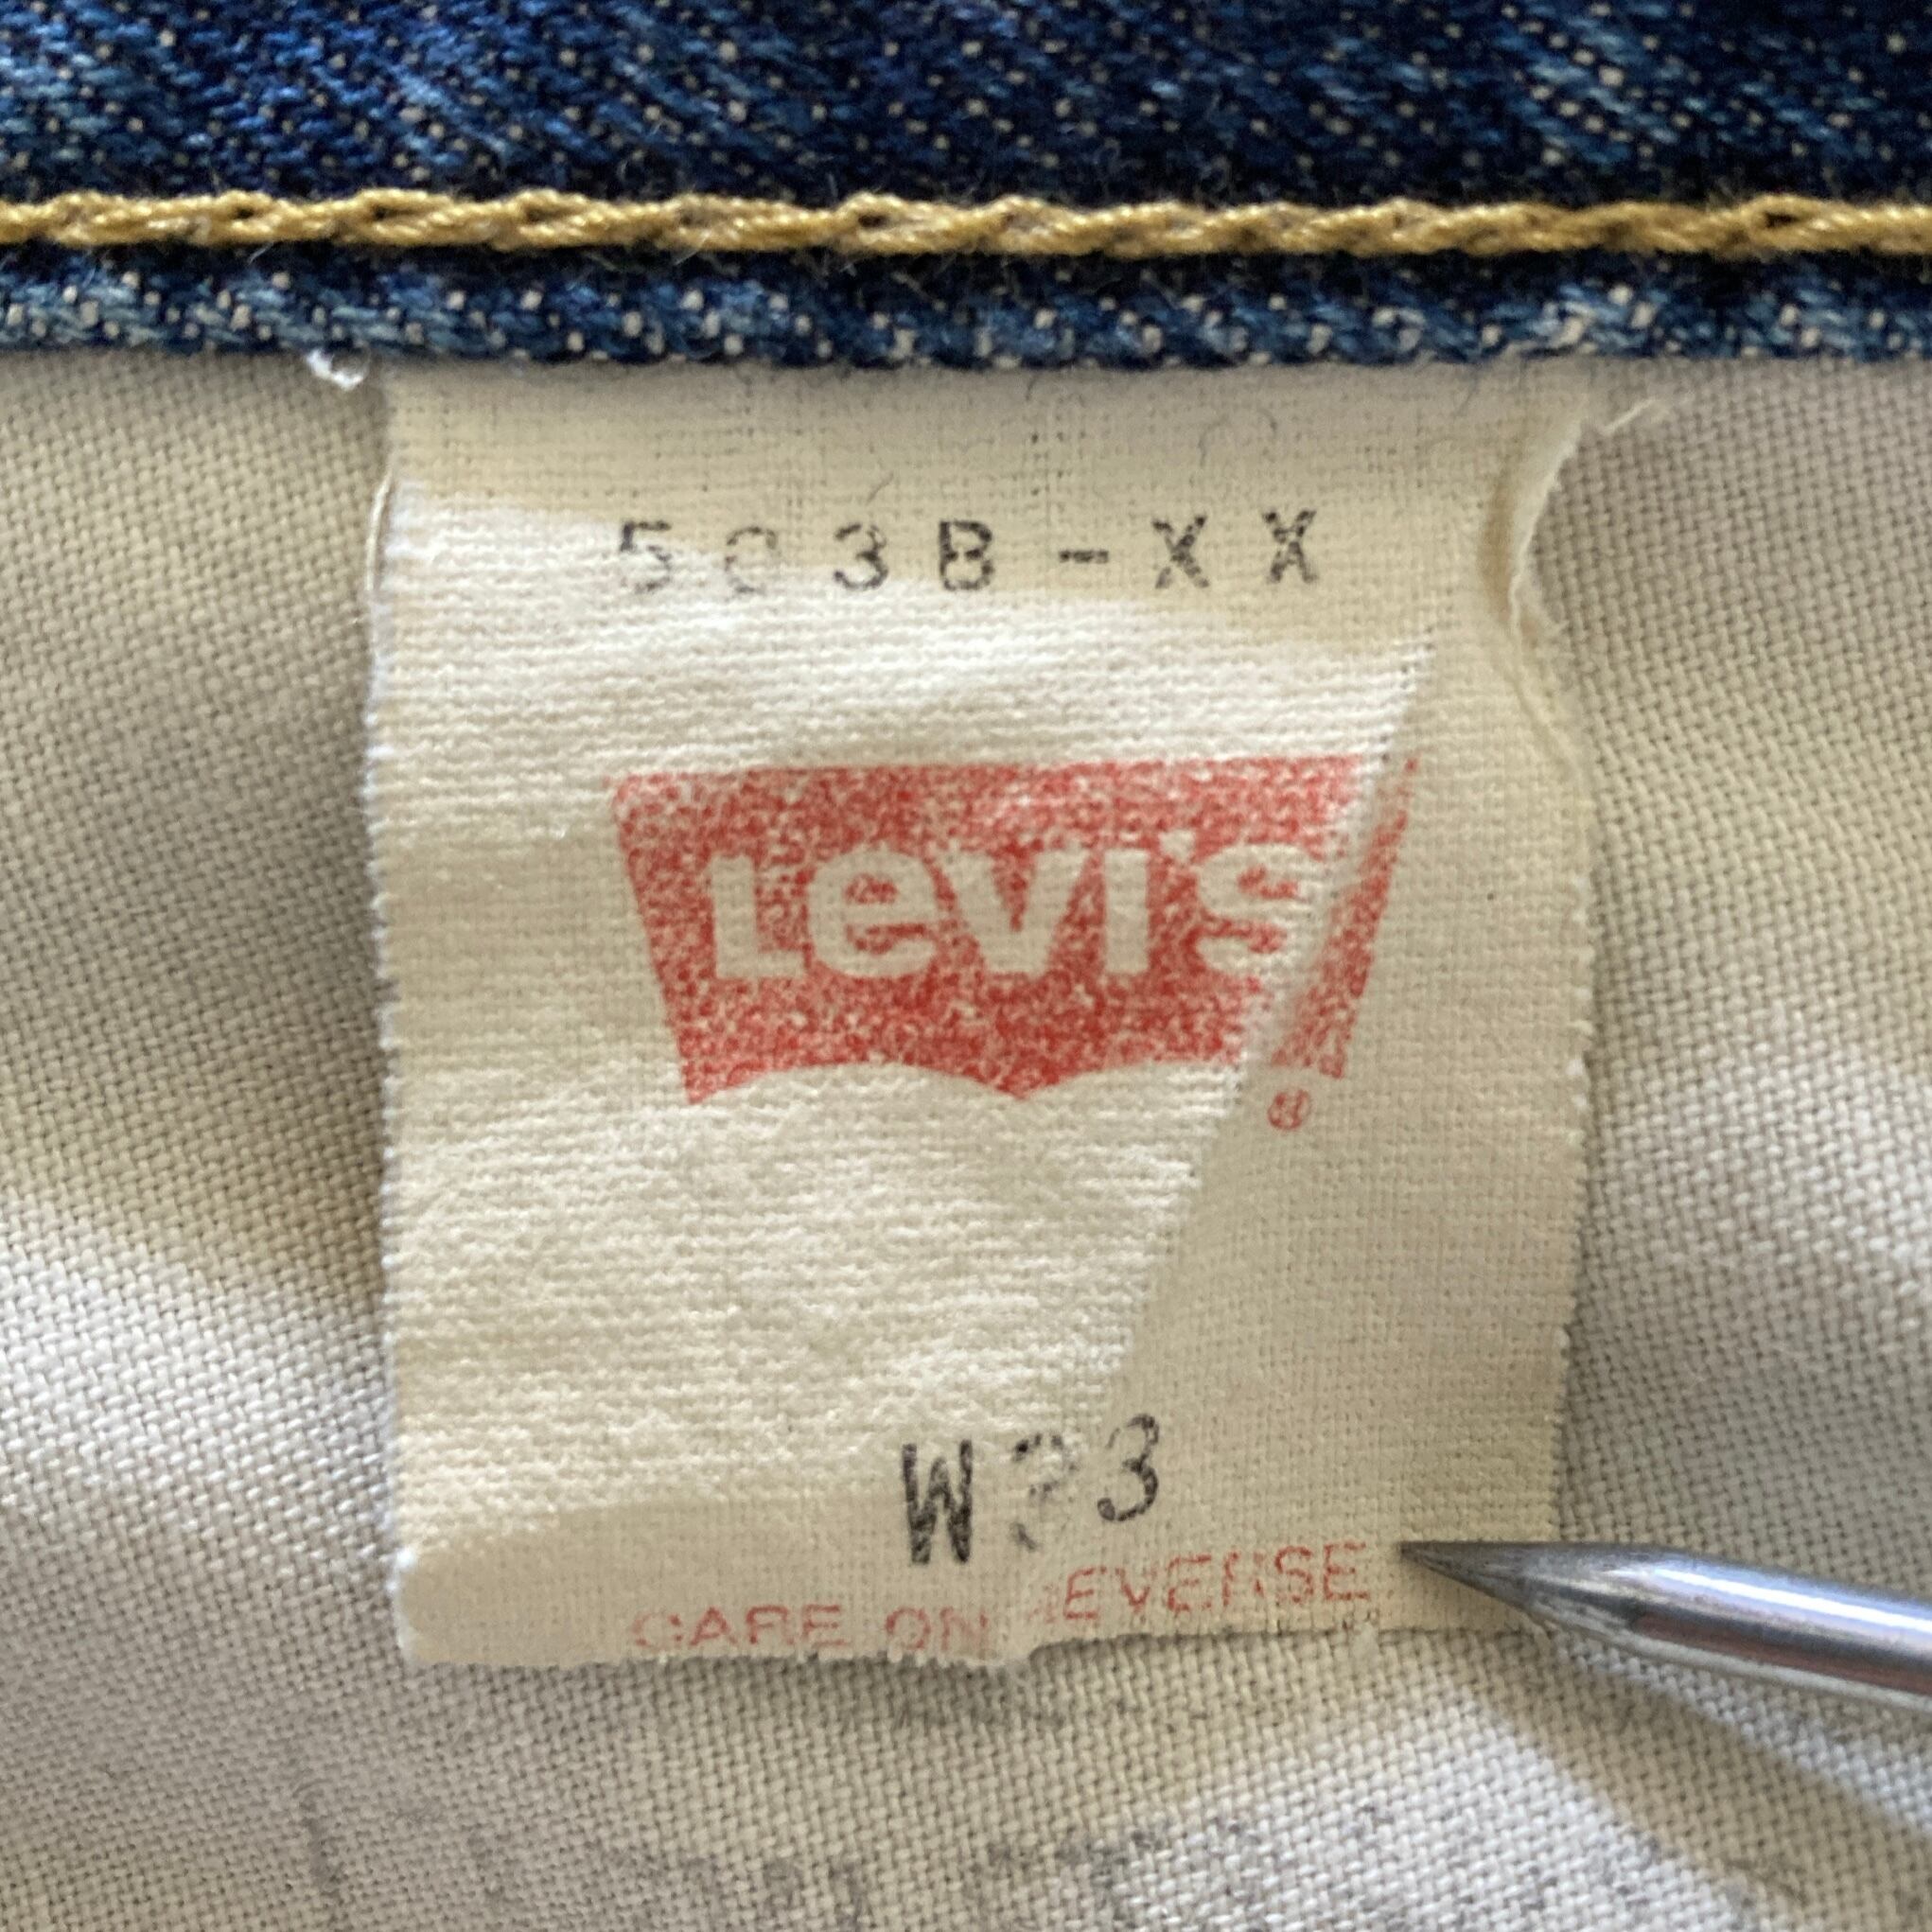 503B-XX
Levi's
®
W33
CARE ON REVERSE